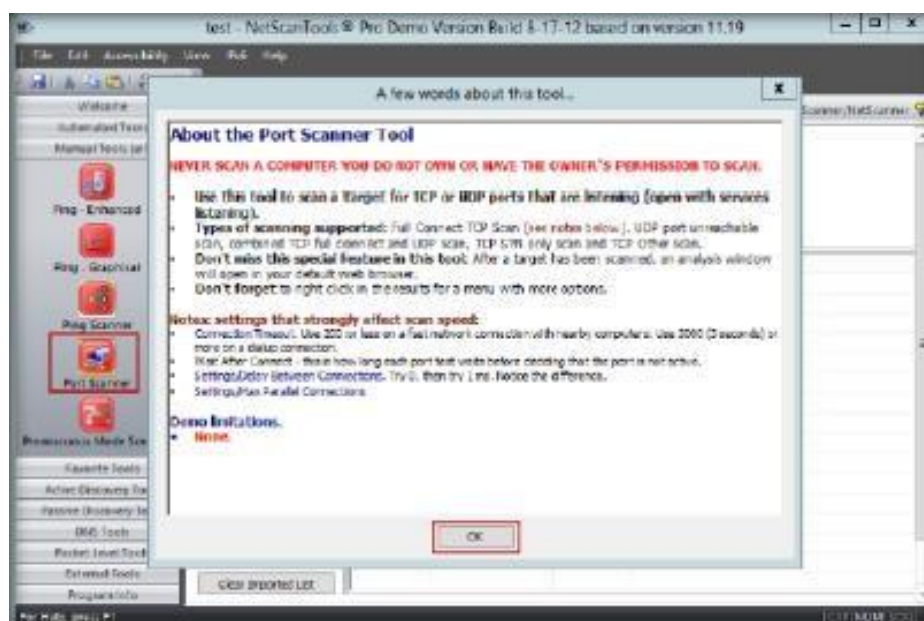 test - NetScanTools® Pro Demo Version Build 8-17-12 based on version 11.19
File Edit Accessibility View IPv6 Help
Welcome
Automated Tools
Manual Tools
Ping - Enhanced
Ping - Graphical
Ping Scanner
Port Scanner
Promiscuous Mode
Favorite Tools
Active Discovery
Passive Discovery
DNS Tools
Packet Level Tool
External Tools
Program Info
A few words about this tool...
x
About the Port Scanner Tool
NEVER SCAN A COMPUTER YOU DO NOT OWN OR HAVE THE OWNER'S PERMISSION TO SCAN.
• Use this tool to scan a target for TCP or UDP ports that are listening (open with services
listening).
• Types of scanning supported: Full Connect TCP Scan (see notes below), UDP port unreachable
scan, combined TCP full connect and UDP scan, TCP SYN only scan and TCP Other scan.
• Don't miss this special feature in this tool: After a target has been scanned, an analysis window
will open in your default web browser.
• Don't forget to right click in the results for a menu with more options.
Notes: settings that strongly affect scan speed:
• Connection Timeout. Use 200 or less on a fast network connection with nearby computers. Use 3000 (3 seconds) or
more on a dialup connection.
• Wait After Connect - this is how long each port test waits before deciding that the port is not active.
• Settings/Delay Between Connections. Try 0, then try 1 ms. Notice the difference.
• Settings/Max Parallel Connections
Demo limitations.
• None.
OK
Clear Imported List
For Help, press F1